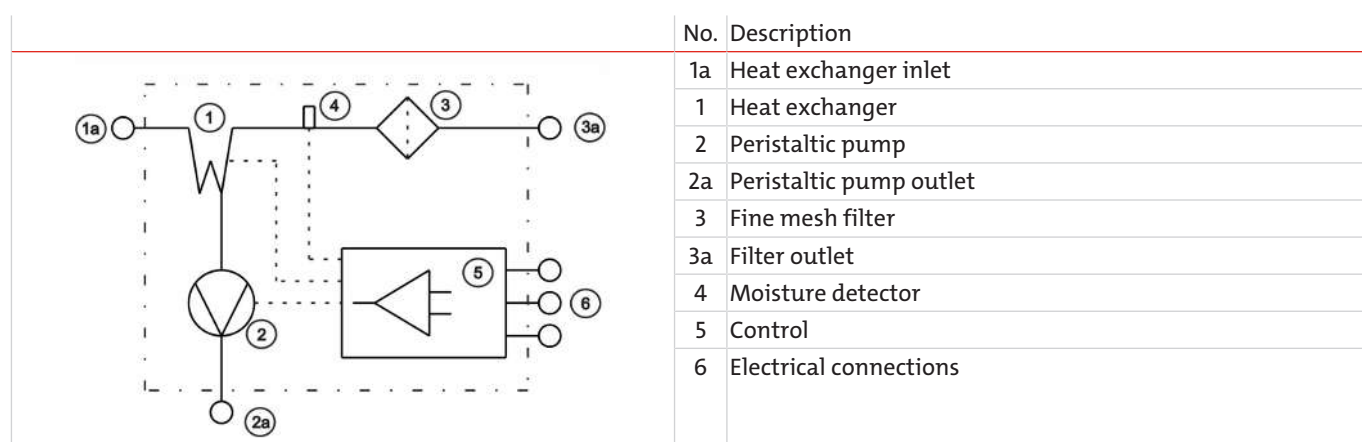 No. Description
1a Heat exchanger inlet
1 Heat exchanger
2 Peristaltic pump
2a Peristaltic pump outlet
3 Fine mesh filter
3a Filter outlet
4 Moisture detector
5 Control
6 Electrical connections
1a
1
4
3
3a
5
6
2
2a